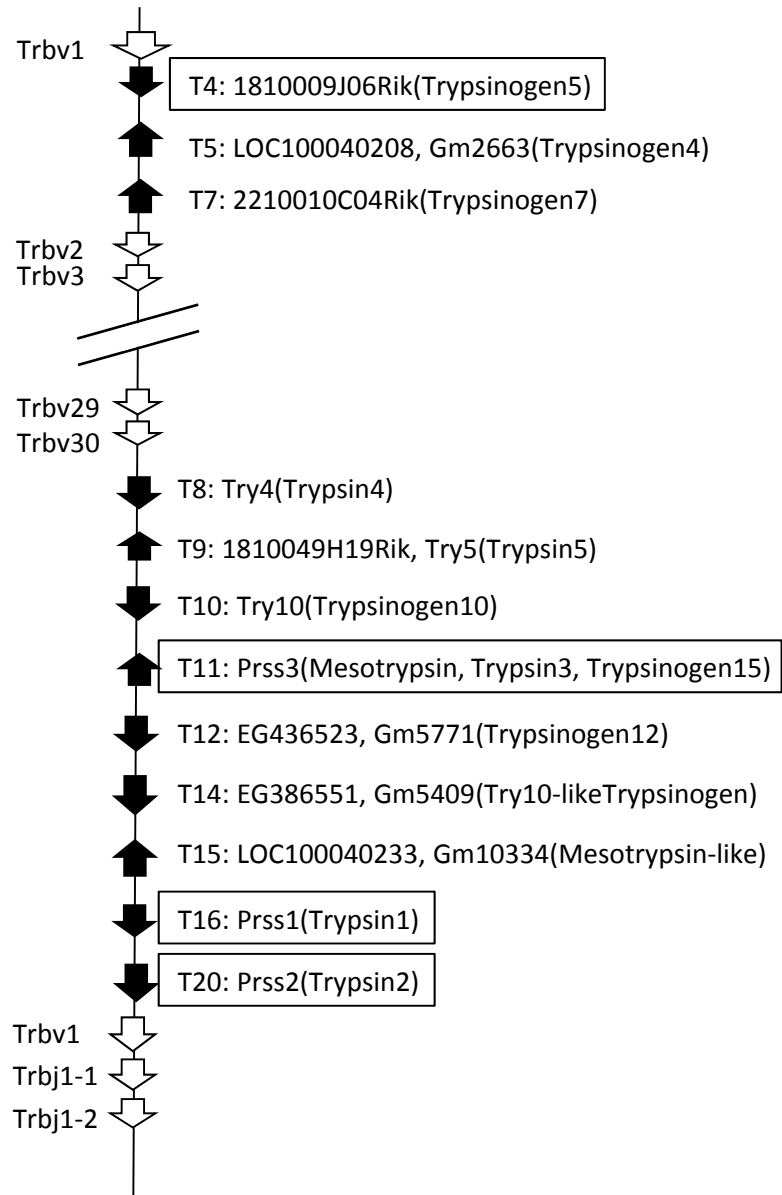 Trbv1
T4: 1810009J06Rik(Trypsinogen5)
T5: LOC100040208, Gm2663(Trypsinogen4)
T7: 2210010C04Rik(Trypsinogen7)
Trbv2
Trbv3
Trbv29
Trbv30
T8: Try4(Trypsin4)
T9: 1810049H19Rik, Try5(Trypsin5)
T10: Try10(Trypsinogen10)
T11: Prss3(Mesotrypsin, Trypsin3, Trypsinogen15)
T12: EG436523, Gm5771(Trypsinogen12)
T14: EG386551, Gm5409(Try10-likeTrypsinogen)
T15: LOC100040233, Gm10334(Mesotrypsin-like)
T16: Prss1(Trypsin1)
T20: Prss2(Trypsin2)
Trbv1
Trbj1-1
Trbj1-2